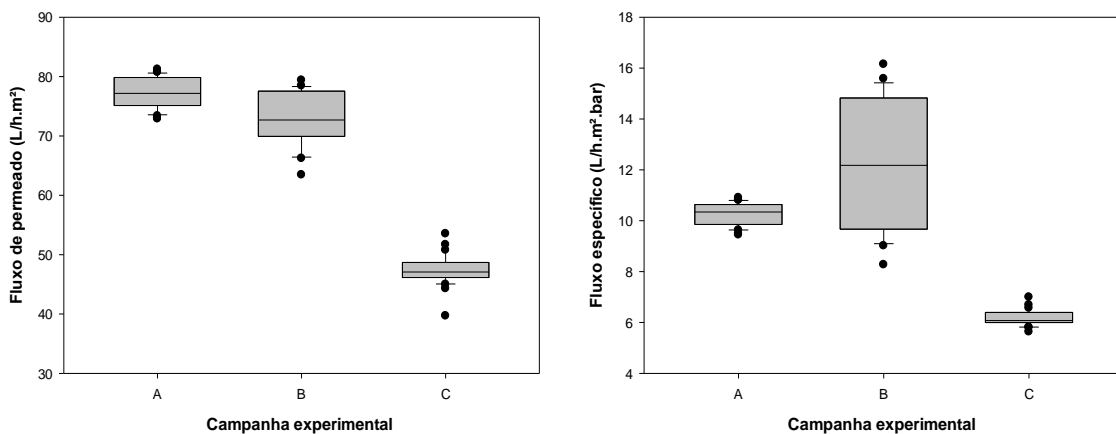 Fluxo de permeado (L/h.m²)
90
80
70
60
50
40
30
A B C
Campanha experimental
Fluxo específico (L/h.m².bar)
18
16
14
12
10
8
6
4
A B C
Campanha experimental